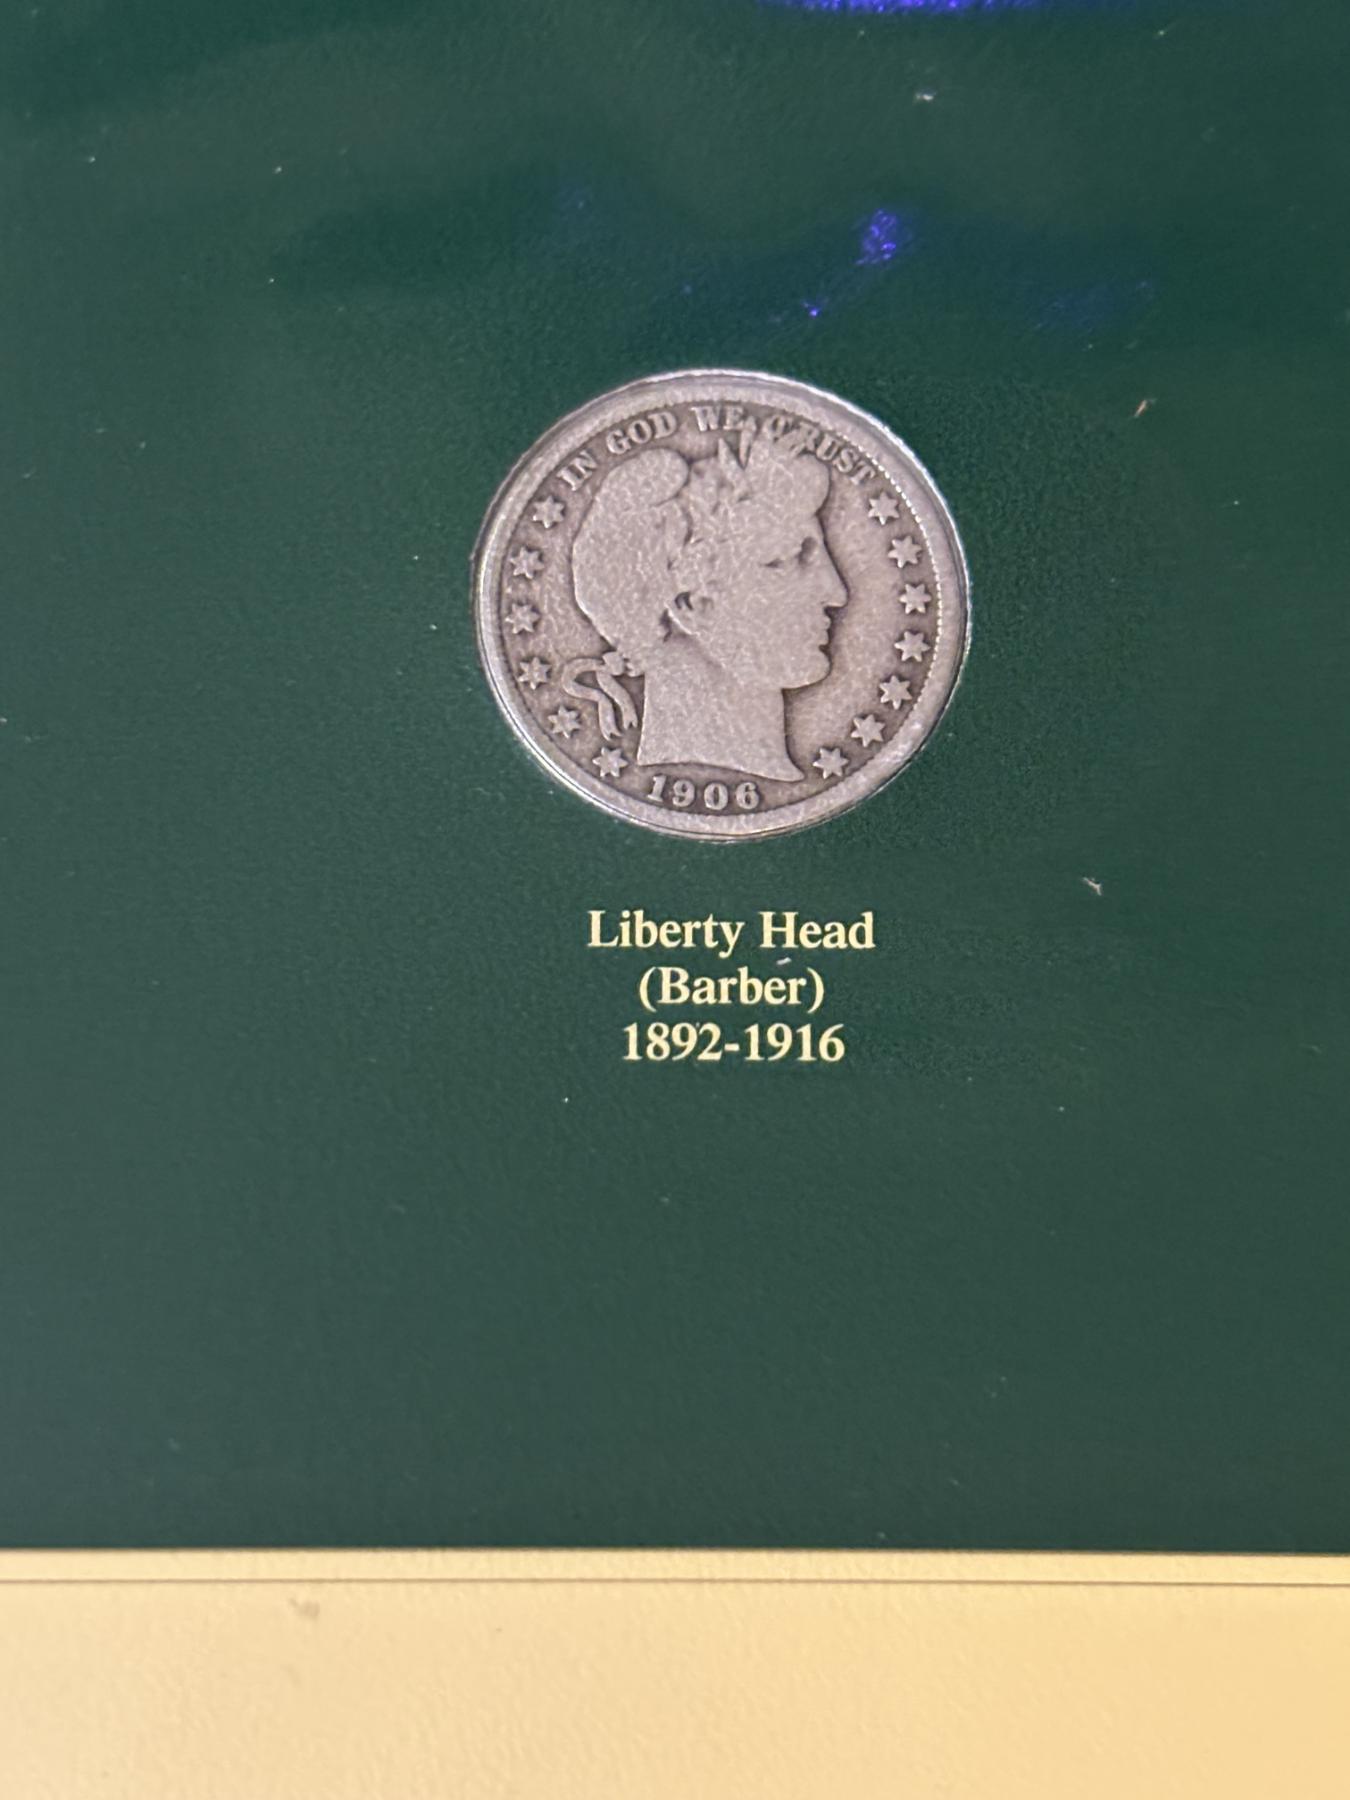 IN GOD WE TRUST
1906
Liberty Head
(Barber)
1892-1916